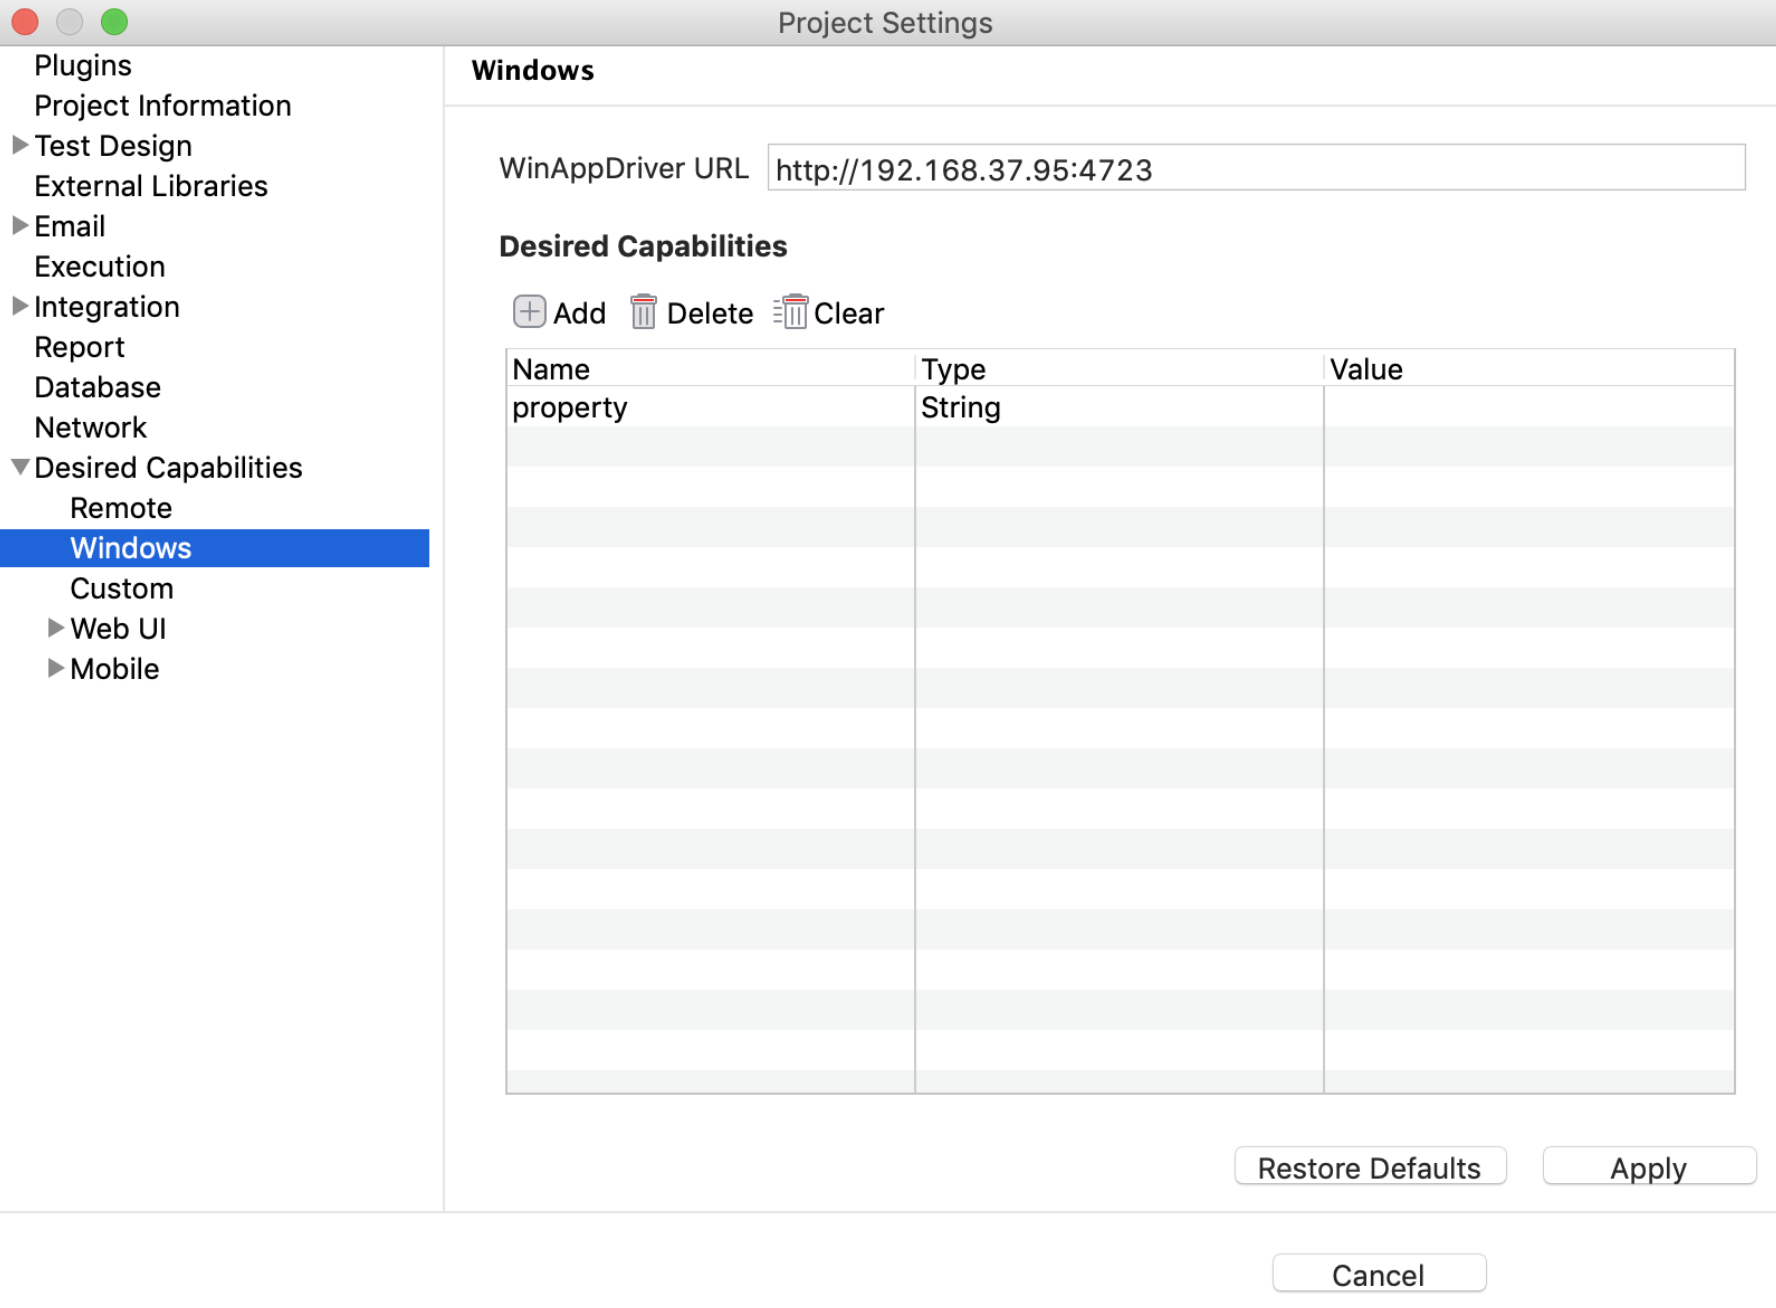 Project Settings
Plugins
Project Information
Test Design
External Libraries
Email
Execution
Integration
Report
Database
Network
Desired Capabilities
Remote
Windows
Custom
Web UI
Mobile
Windows
WinAppDriver URL http://192.168.37.95:4723
Desired Capabilities
Add Delete Clear
Name Type Value
property String
Restore Defaults Apply
Cancel